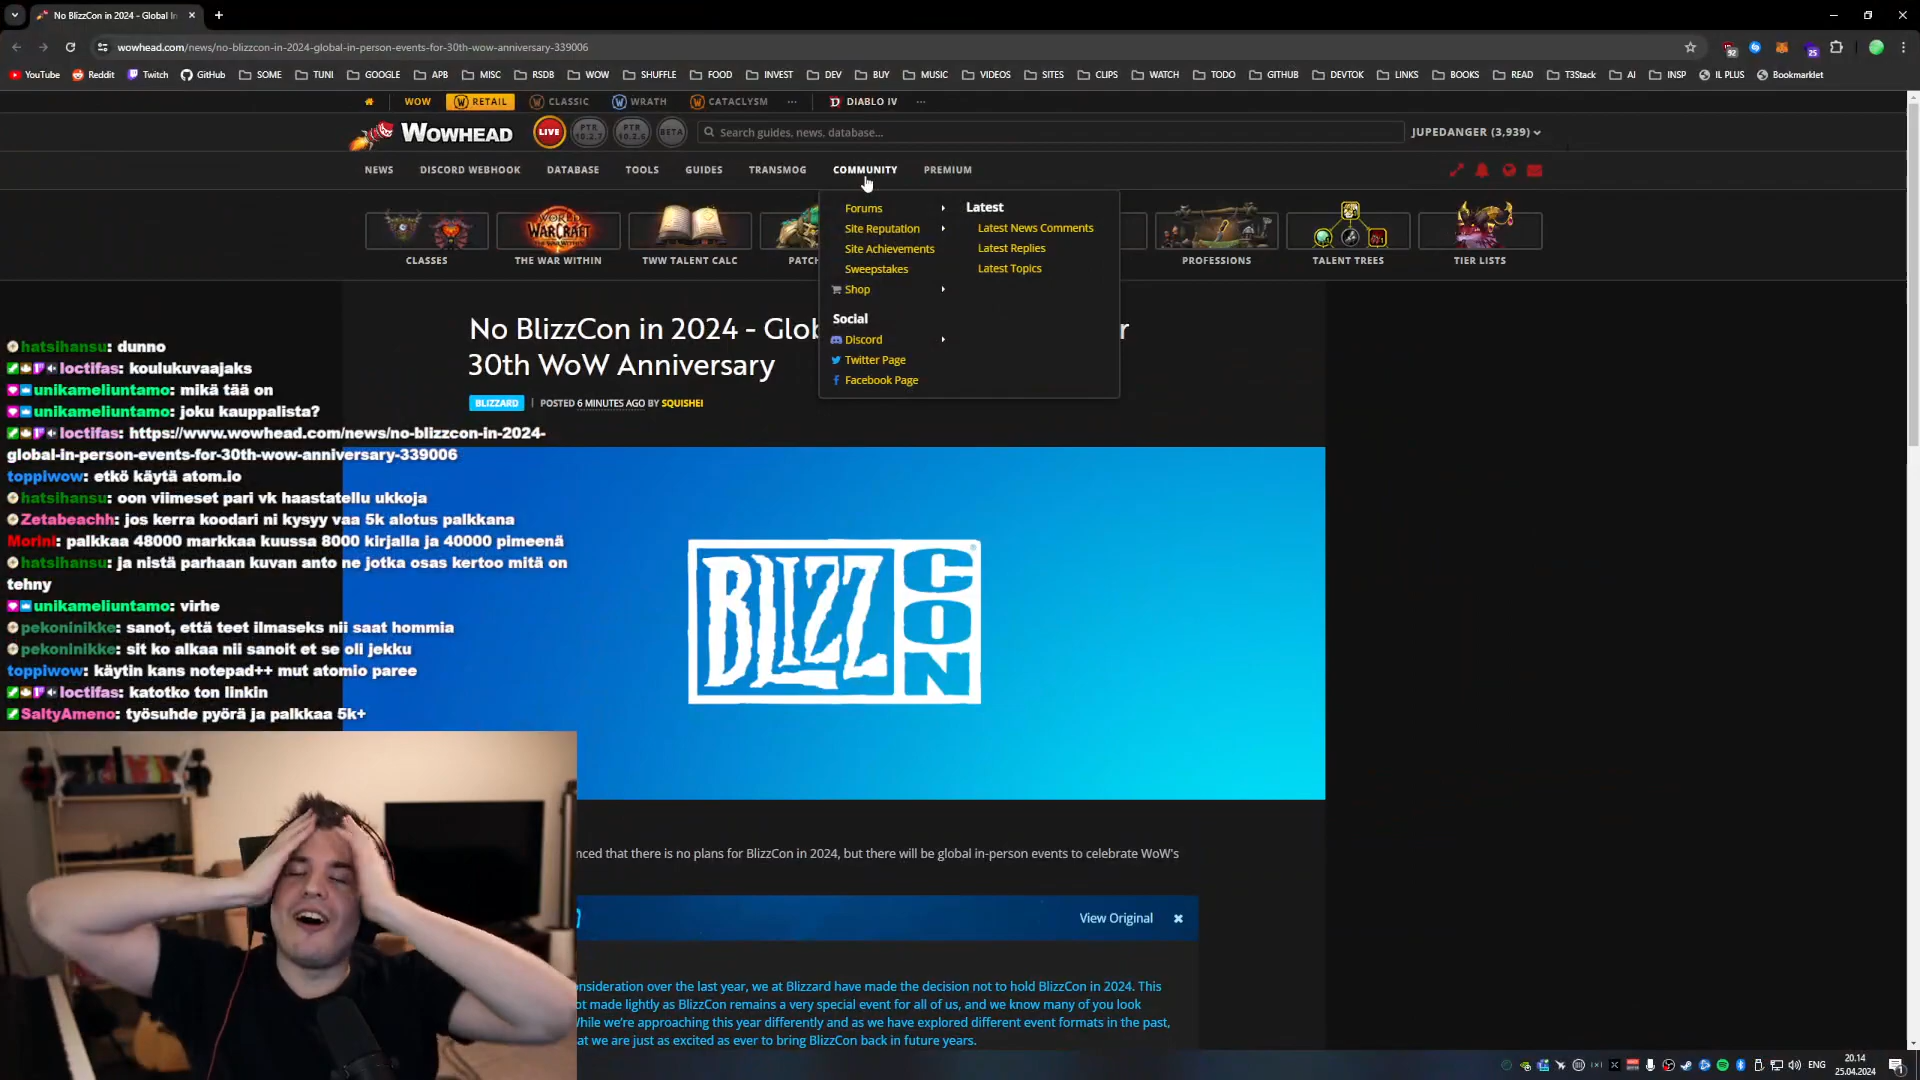 No BlizzCon in 2024 - Global In
wowhead.com/news/no-blizzcon-in-2024-global-in-person-events-for-30th-wow-anniversary-339006
92
25
YouTube Reddit Twitch GitHub SOME TUNI GOOGLE APB MISC RSDB WOW SHUFFLE FOOD INVEST DEV BUY MUSIC VIDEOS SITES CLIPS WATCH TODO GITHUB DEVTOK LINKS BOOKS READ T3Stack AI INSP IL PLUS Bookmarklet
WOW RETAIL CLASSIC WRATH CATACLYSM ... DIABLO IV ...
WOWHEAD LIVE PTR 10.2.7 PTR 10.2.6 BETA Search guides, news, database... JUPEDANGER (3,939)
NEWS DISCORD WEBHOOK DATABASE TOOLS GUIDES TRANSMOG COMMUNITY PREMIUM
Forums
Site Reputation
Site Achievements
Sweepstakes
Shop
Social
Discord
Twitter Page
Facebook Page
Latest
Latest News Comments
Latest Replies
Latest Topics
CLASSES THE WAR WITHIN TWW TALENT CALC PATCH PROFESSIONS TALENT TREES TIER LISTS
No BlizzCon in 2024 - Glob r
30th WoW Anniversary
BLIZZARD | POSTED 6 MINUTES AGO BY SQUISHEI
hatsihansu: dunno
loctifas: koulukuvaajaks
unikameliuntamo: mikä tää on
unikameliuntamo: joku kauppalista?
loctifas: https://www.wowhead.com/news/no-blizzcon-in-2024-
global-in-person-events-for-30th-wow-anniversary-339006
toppiwow: etkö käytä atom.io
hatsihansu: oon viimeset pari vk haastatellu ukkoja
Zetabeachh: jos kerra koodari ni kysyy vaa 5k alotus palkkana
Morini: palkkaa 48000 markkaa kuussa 8000 kirjalla ja 40000 pimeenä
hatsihansu: ja nistä parhaan kuvan anto ne jotka osas kertoo mitä on
tehny
unikameliuntamo: virhe
pekoninikke: sanot, että teet ilmaseks nii saat hommia
pekoninikke: sit ko alkaa nii sanoit et se oli jekku
toppiwow: käytin kans notepad++ mut atomio paree
loctifas: katotko ton linkin
SaltyAmeno: työsuhde pyörä ja palkkaa 5k+
BLIZZ CON
nced that there is no plans for BlizzCon in 2024, but there will be global in-person events to celebrate WoW's
View Original
nsideration over the last year, we at Blizzard have made the decision not to hold BlizzCon in 2024. This
ot made lightly as BlizzCon remains a very special event for all of us, and we know many of you look
While we're approaching this year differently and as we have explored different event formats in the past,
at we are just as excited as ever to bring BlizzCon back in future years.
ENG
20.14
25.04.2024